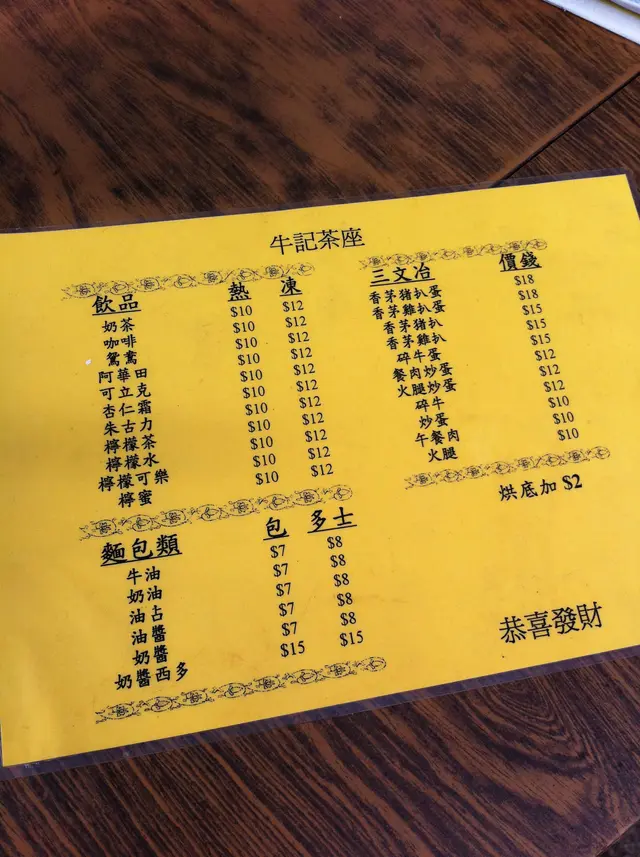 牛記茶座
飲品 熱 凍
奶茶 $10 $12
咖啡 $10 $12
鴛鴦 $10 $12
阿華田 $10 $12
可立克 $10 $12
杏仁霜 $10 $12
朱古力 $10 $12
檸檬茶 $10 $12
檸檬水 $10 $12
檸檬可樂 $10 $12
檸蜜 $10 $12
麵包類 包 多士
牛油 $7 $8
奶油 $7 $8
油占 $7 $8
油醬 $7 $8
奶醬 $7 $8
奶醬西多 $15 $15
三文冶 價錢
香茅豬扒蛋 $18
香茅雞扒蛋 $18
香茅豬扒 $15
香茅雞扒 $15
碎牛蛋 $15
餐肉炒蛋 $12
火腿炒蛋 $12
碎牛 $12
炒蛋 $10
午餐肉 $10
火腿 $10
烘底加 $2
恭喜發財